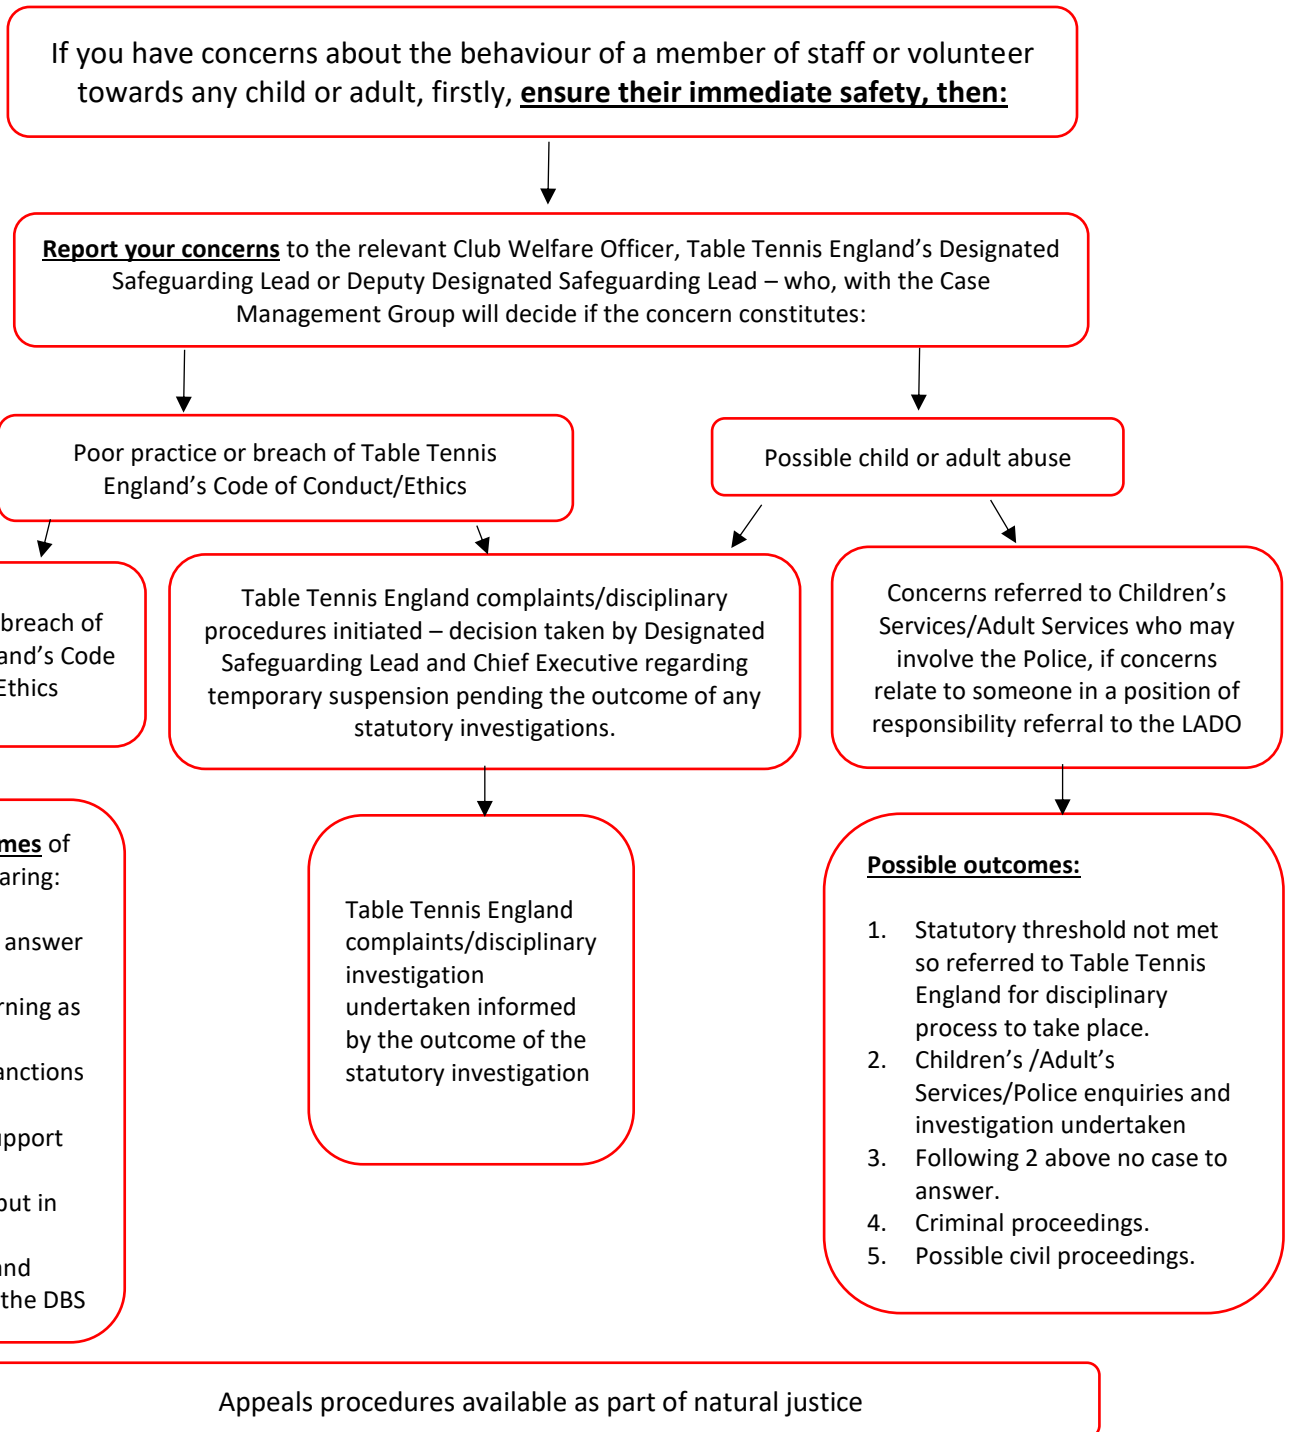 If you have concerns about the behaviour of a member of staff or volunteer
towards any child or adult, firstly, ensure their immediate safety, then:
Report your concerns to the relevant Club Welfare Officer, Table Tennis England’s Designated
Safeguarding Lead or Deputy Designated Safeguarding Lead – who, with the Case
Management Group will decide if the concern constitutes:
Poor practice or breach of Table Tennis
England’s Code of Conduct/Ethics
Possible child or adult abuse
breach of
and’s Code
Ethics
Table Tennis England complaints/disciplinary
procedures initiated – decision taken by Designated
Safeguarding Lead and Chief Executive regarding
temporary suspension pending the outcome of any
statutory investigations.
Concerns referred to Children’s
Services/Adult Services who may
involve the Police, if concerns
relate to someone in a position of
responsibility referral to the LADO
mes of
aring:
answer
rning as
anctions
upport
put in
and
the DBS
Table Tennis England
complaints/disciplinary
investigation
undertaken informed
by the outcome of the
statutory investigation
Possible outcomes:
1. Statutory threshold not met
so referred to Table Tennis
England for disciplinary
process to take place.
2. Children’s /Adult’s
Services/Police enquiries and
investigation undertaken
3. Following 2 above no case to
answer.
4. Criminal proceedings.
5. Possible civil proceedings.
Appeals procedures available as part of natural justice